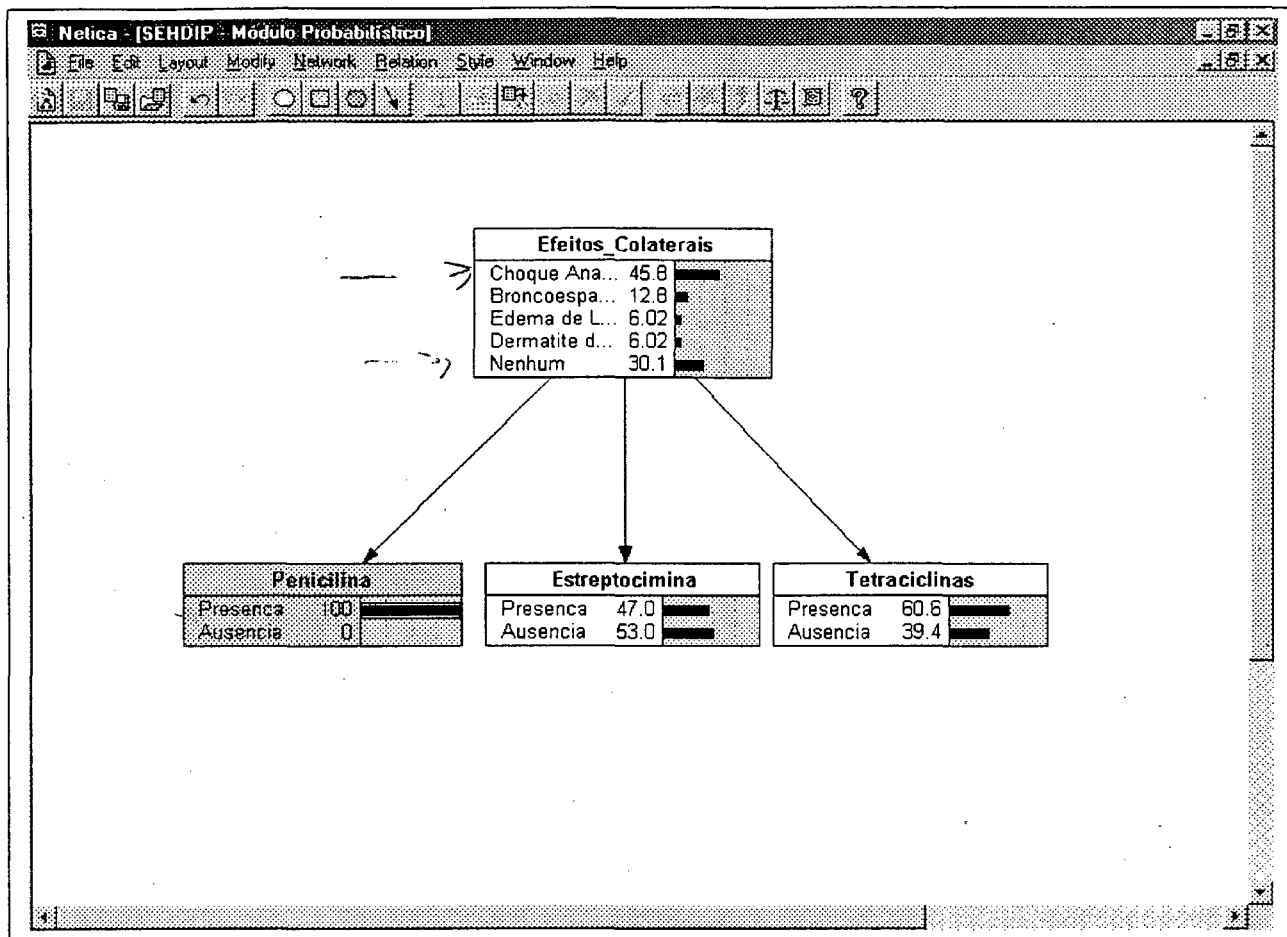 Netica - [SEHDIP - Módulo Probabilístico]
File Edit Layout Modify Network Relation Style Window Help
Efeitos_Colaterais
Choque Ana... 45.8
Broncoespa... 12.8
Edema de L... 6.02
Dermatite d... 6.02
Nenhum 30.1
Penicilina
Presenca 100
Ausencia 0
Estreptocimina
Presenca 47.0
Ausencia 53.0
Tetraciclinas
Presenca 60.6
Ausencia 39.4